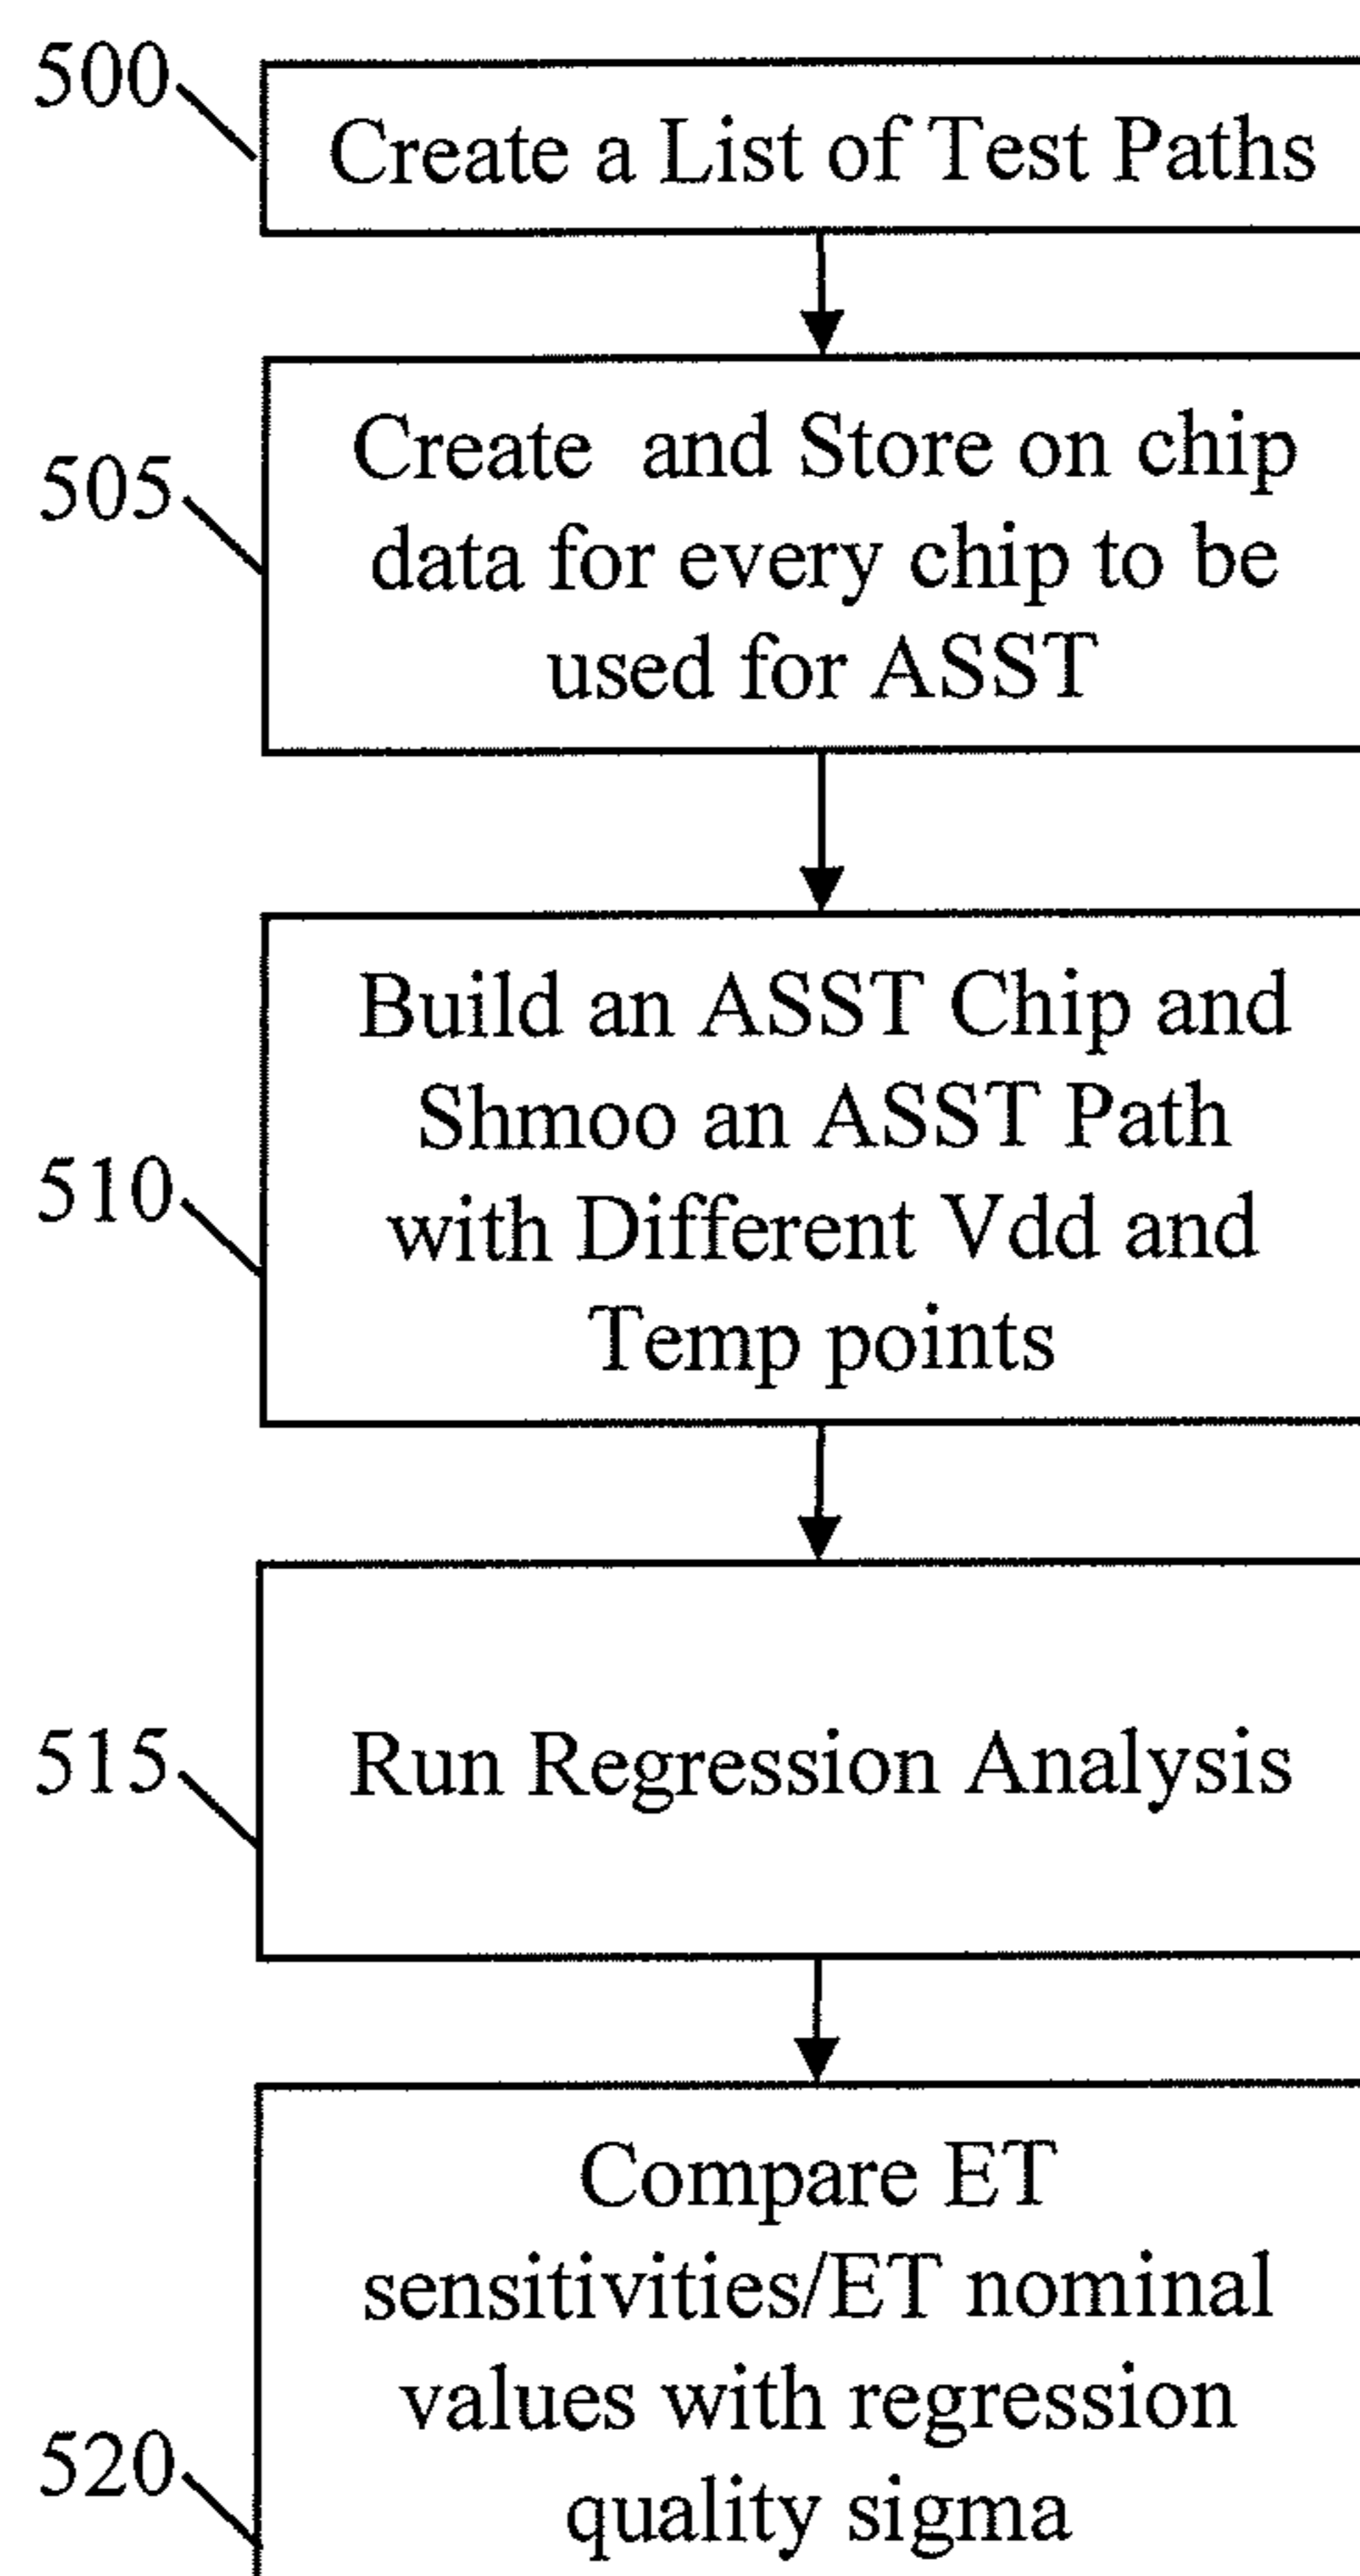 500
Create a List of Test Paths
505
Create and Store on chip
data for every chip to be
used for ASST
510
Build an ASST Chip and
Shmoo an ASST Path
with Different Vdd and
Temp points
515
Run Regression Analysis
520
Compare ET
sensitivities/ET nominal
values with regression
quality sigma